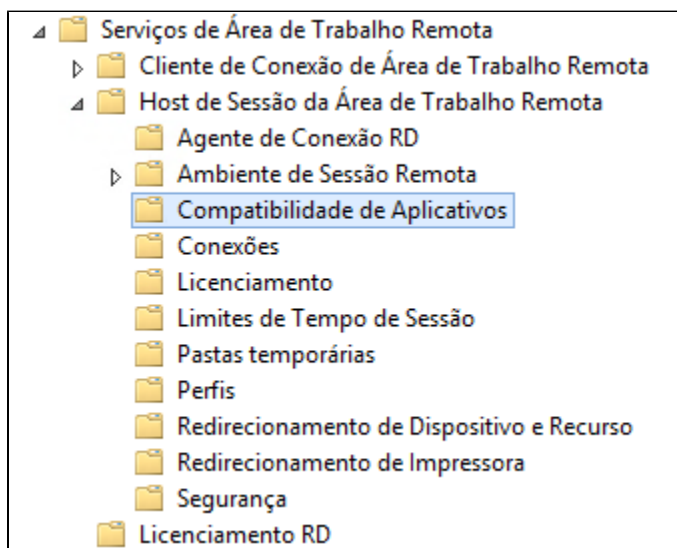 Serviços de Área de Trabalho Remota
Cliente de Conexão de Área de Trabalho Remota
Host de Sessão da Área de Trabalho Remota
Agente de Conexão RD
Ambiente de Sessão Remota
Compatibilidade de Aplicativos
Conexões
Licenciamento
Limites de Tempo de Sessão
Pastas temporárias
Perfis
Redirecionamento de Dispositivo e Recurso
Redirecionamento de Impressora
Segurança
Licenciamento RD